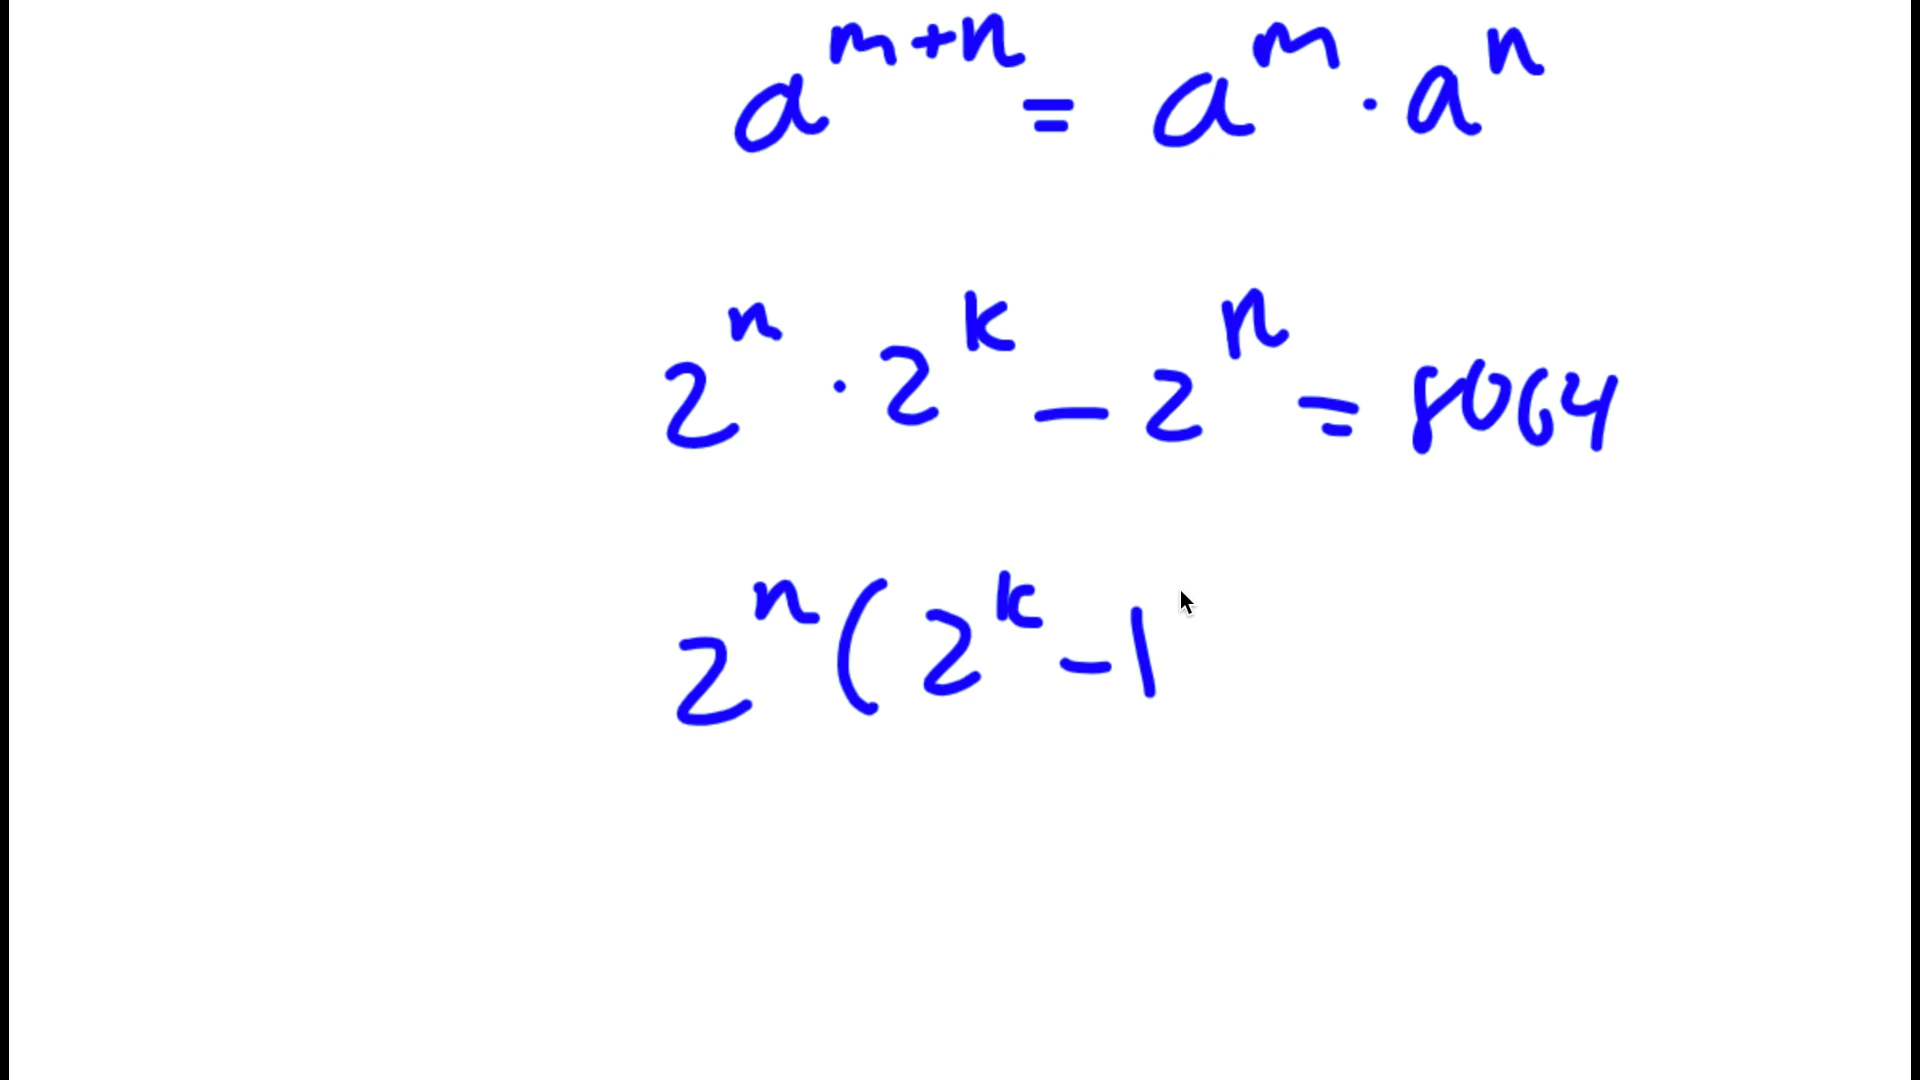 a^{m+n} = a^m · a^n
2^n · 2^k − 2^n = 8064
2^n (2^k − 1